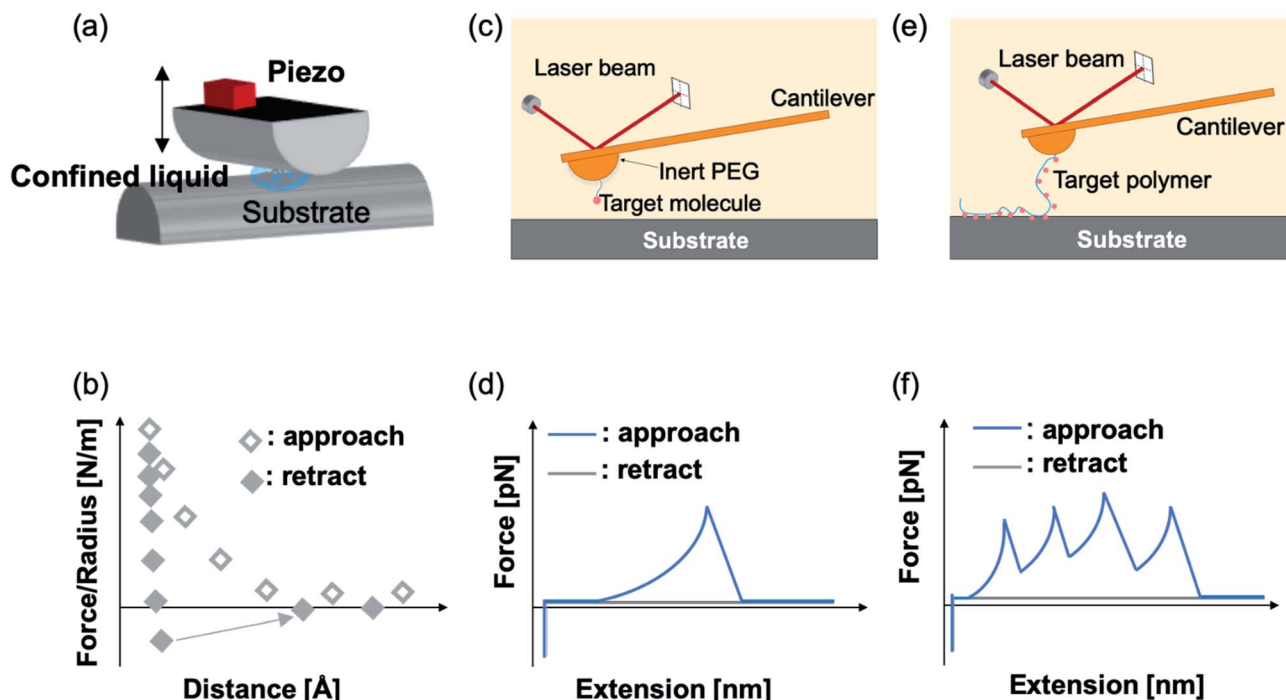 (a)
Piezo
Confined liquid
Substrate
(c)
Laser beam
Cantilever
Inert PEG
Target molecule
Substrate
(e)
Laser beam
Cantilever
Target polymer
Substrate
(b)
Force/Radius [N/m]
: approach
: retract
Distance [Å]
(d)
Force [pN]
: approach
: retract
Extension [nm]
(f)
Force [pN]
: approach
: retract
Extension [nm]